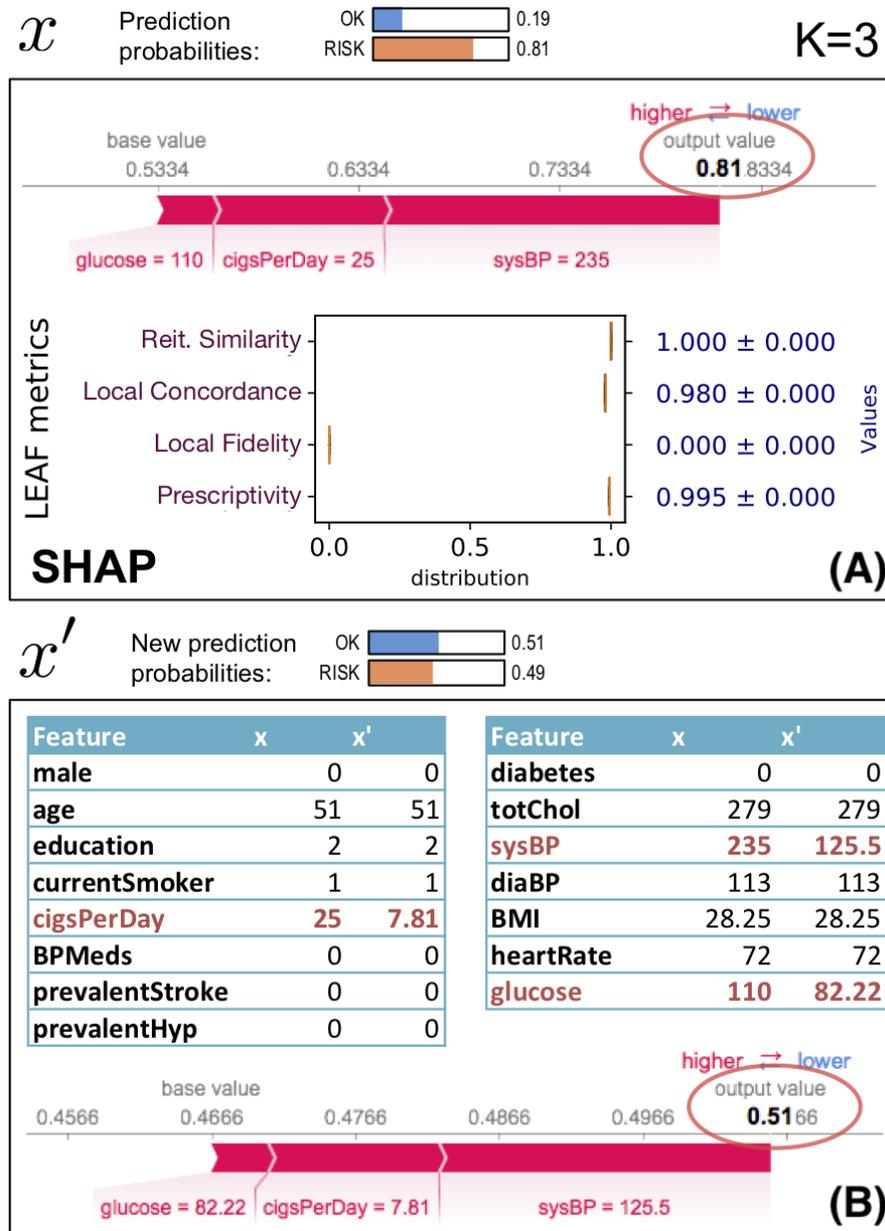 x Prediction probabilities: K=3
OK 0.19
RISK 0.81
higher ⇄ lower
base value output value
0.5334 0.6334 0.7334 0.81 .8334
glucose = 110 cigsPerDay = 25 sysBP = 235
LEAF metrics
Reit. Similarity 1.000 ± 0.000
Local Concordance 0.980 ± 0.000
Local Fidelity 0.000 ± 0.000
Prescriptivity 0.995 ± 0.000
Values
0.0 0.5 1.0
distribution
SHAP (A)
x′ New prediction probabilities:
OK 0.51
RISK 0.49
Feature x x'
male 0 0
age 51 51
education 2 2
currentSmoker 1 1
cigsPerDay 25 7.81
BPMeds 0 0
prevalentStroke 0 0
prevalentHyp 0 0
Feature x x'
diabetes 0 0
totChol 279 279
sysBP 235 125.5
diaBP 113 113
BMI 28.25 28.25
heartRate 72 72
glucose 110 82.22
higher ⇄ lower
base value output value
0.4566 0.4666 0.4766 0.4866 0.4966 0.51 66
glucose = 82.22 cigsPerDay = 7.81 sysBP = 125.5
(B)